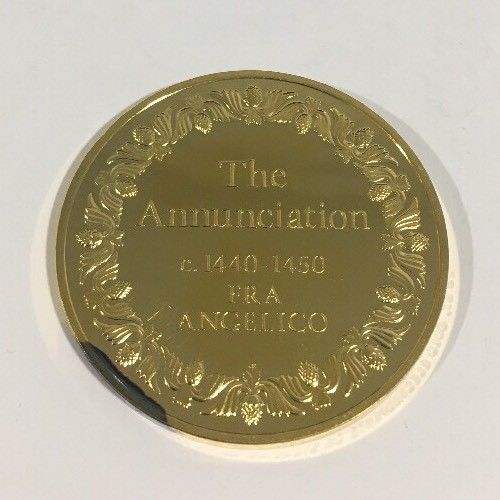 The
Annunciation
c. 1440-1450
FRA
ANGELICO